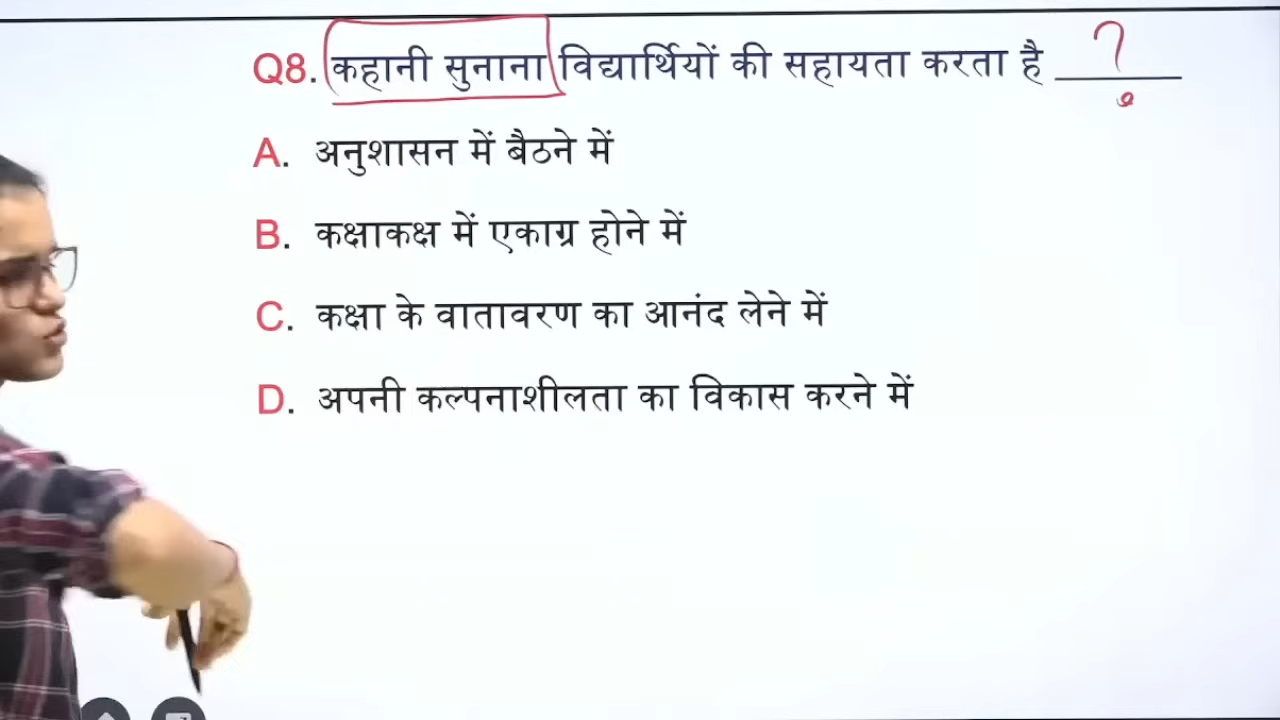 Q8. कहानी सुनाना विद्यार्थियों की सहायता करता है ________ ?
A. अनुशासन में बैठने में
B. कक्षाकक्ष में एकाग्र होने में
C. कक्षा के वातावरण का आनंद लेने में
D. अपनी कल्पनाशीलता का विकास करने में